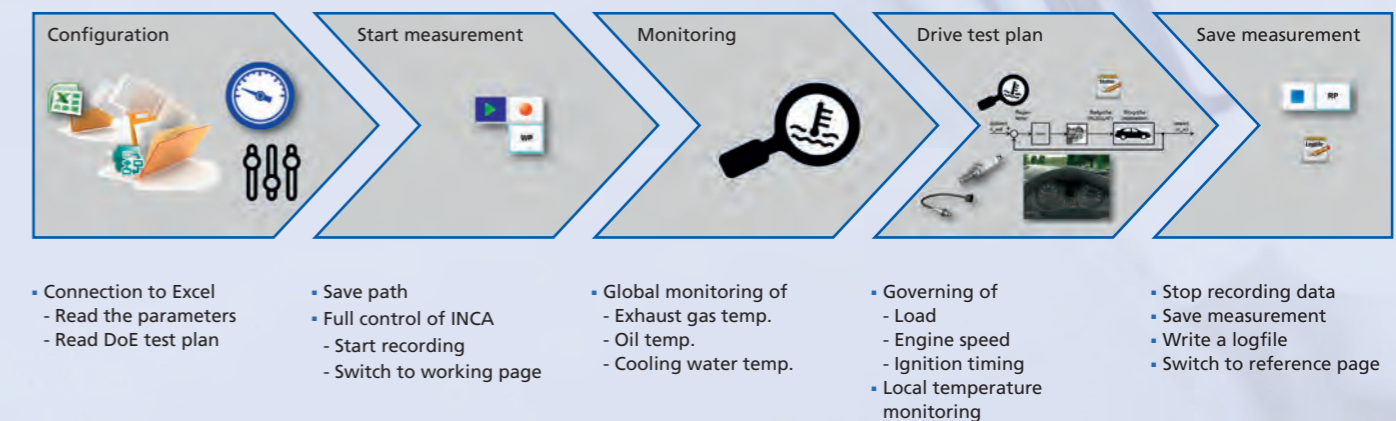 Configuration
Start measurement
Monitoring
Drive test plan
Save measurement
WP
RP
Logfile
▪ Connection to Excel
- Read the parameters
- Read DoE test plan
▪ Save path
▪ Full control of INCA
- Start recording
- Switch to working page
▪ Global monitoring of
- Exhaust gas temp.
- Oil temp.
- Cooling water temp.
▪ Governing of
- Load
- Engine speed
- Ignition timing
▪ Local temperature
monitoring
▪ Stop recording data
▪ Save measurement
▪ Write a logfile
▪ Switch to reference page